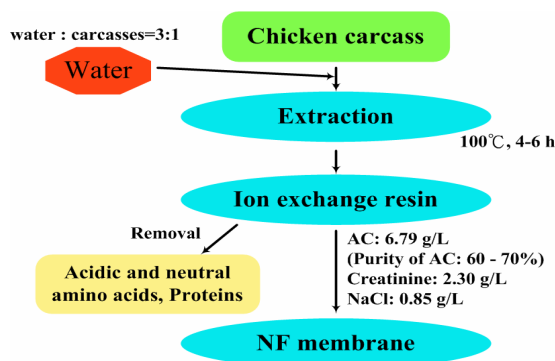 water : carcasses=3:1
Chicken carcass
Water
Extraction
100℃, 4-6 h
Ion exchange resin
Removal
AC: 6.79 g/L
(Purity of AC: 60 - 70%)
Creatinine: 2.30 g/L
NaCl: 0.85 g/L
Acidic and neutral
amino acids, Proteins
NF membrane